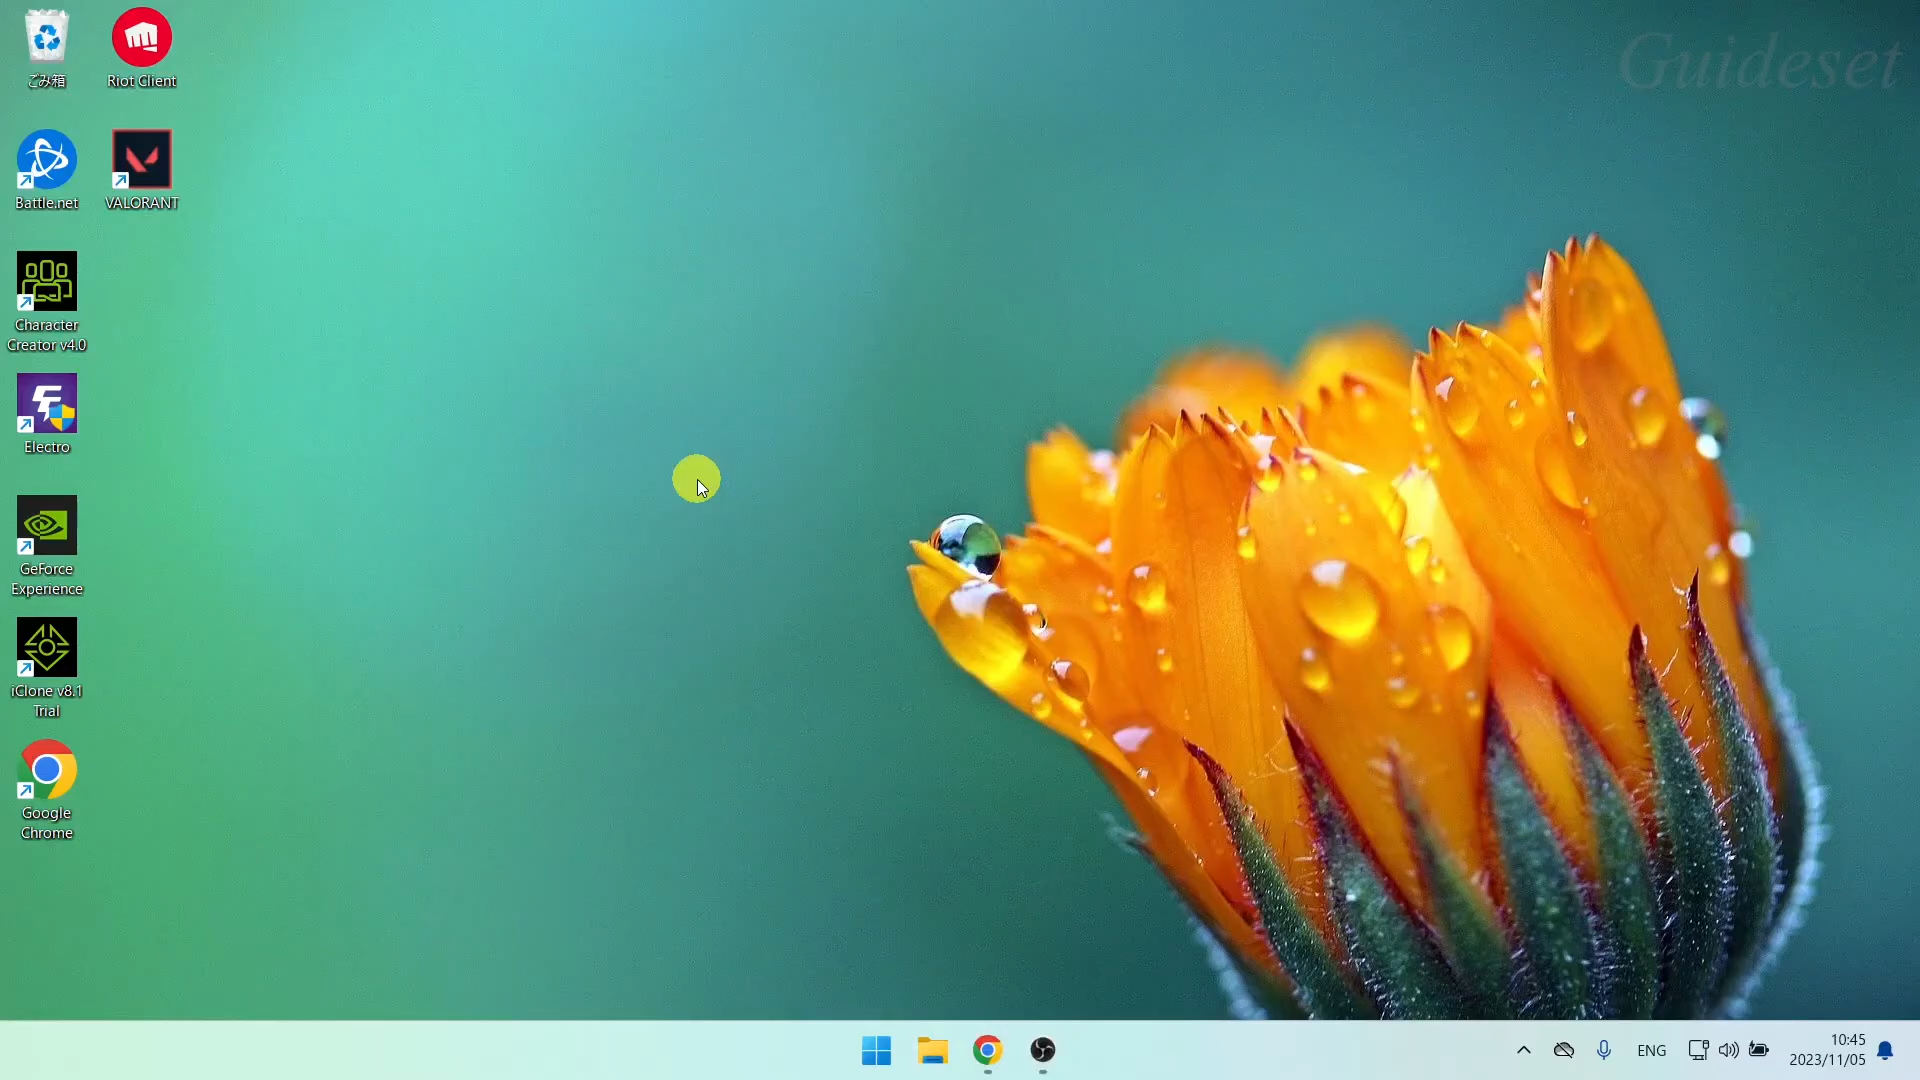 ごみ箱
Riot Client
Guideset
Battle.net
VALORANT
Character
Creator v4.0
Electro
GeForce
Experience
iClone v8.1
Trial
Google
Chrome
ENG
10:45
2023/11/05